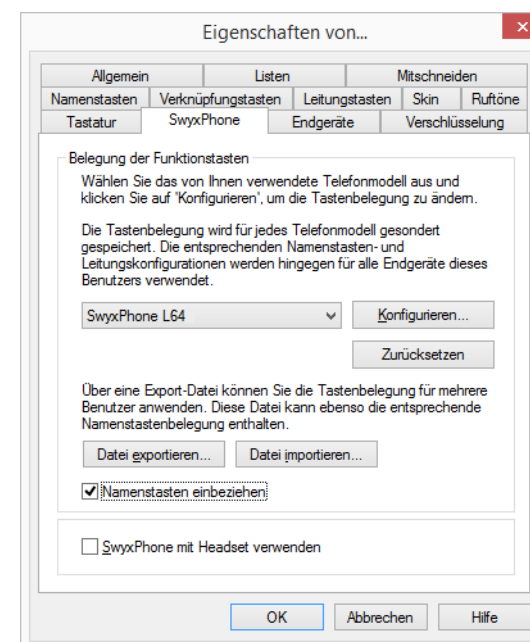 Eigenschaften von...
Allgemein Listen Mitschneiden
Namenstasten Verknüpfungstasten Leitungstasten Skin Ruftöne
Tastatur SwyxPhone Endgeräte Verschlüsselung
Belegung der Funktionstasten
Wählen Sie das von Ihnen verwendete Telefonmodell aus und
klicken Sie auf 'Konfigurieren', um die Tastenbelegung zu ändern.
Die Tastenbelegung wird für jedes Telefonmodell gesondert
gespeichert. Die entsprechenden Namenstasten- und
Leitungskonfigurationen werden hingegen für alle Endgeräte dieses
Benutzers verwendet.
SwyxPhone L64 Konfigurieren...
Zurücksetzen
Über eine Export-Datei können Sie die Tastenbelegung für mehrere
Benutzer anwenden. Diese Datei kann ebenso die entsprechende
Namenstastenbelegung enthalten.
Datei exportieren... Datei importieren...
Namenstasten einbeziehen
SwyxPhone mit Headset verwenden
OK Abbrechen Hilfe